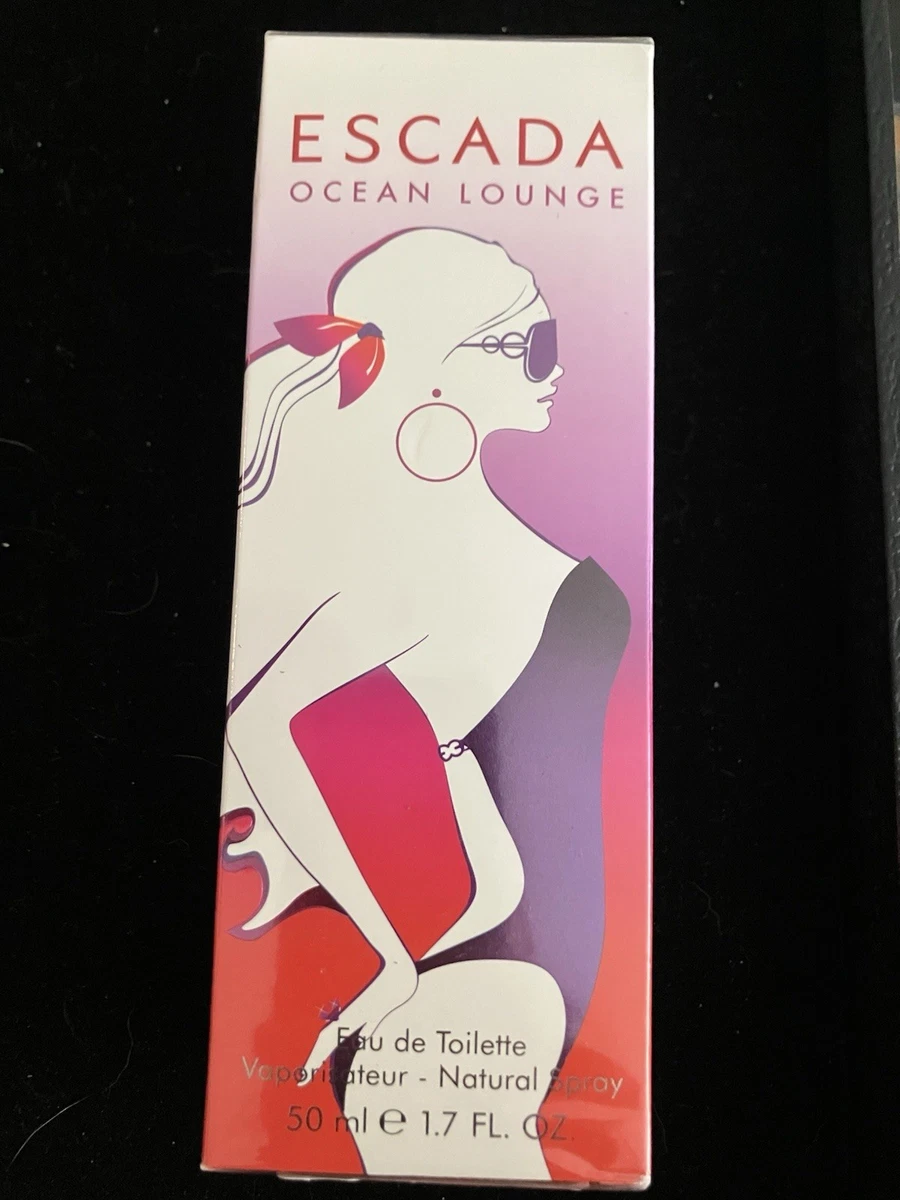 ESCADA
OCEAN LOUNGE
Eau de Toilette
Vaporisateur - Natural Spray
50 ml e 1.7 FL. OZ.